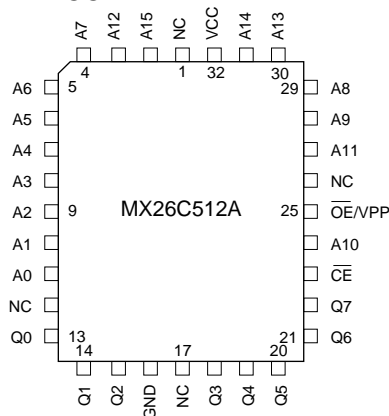 A7 A12 A15 NC VCC A14 A13
4 1 32 30
A6 5 29 A8
A5 A9
A4 A11
A3 NC
A2 9 MX26C512A 25 OE/VPP
A1 A10
A0 CE
NC Q7
Q0 13 21 Q6
14 17 20
Q1 Q2 GND NC Q3 Q4 Q5